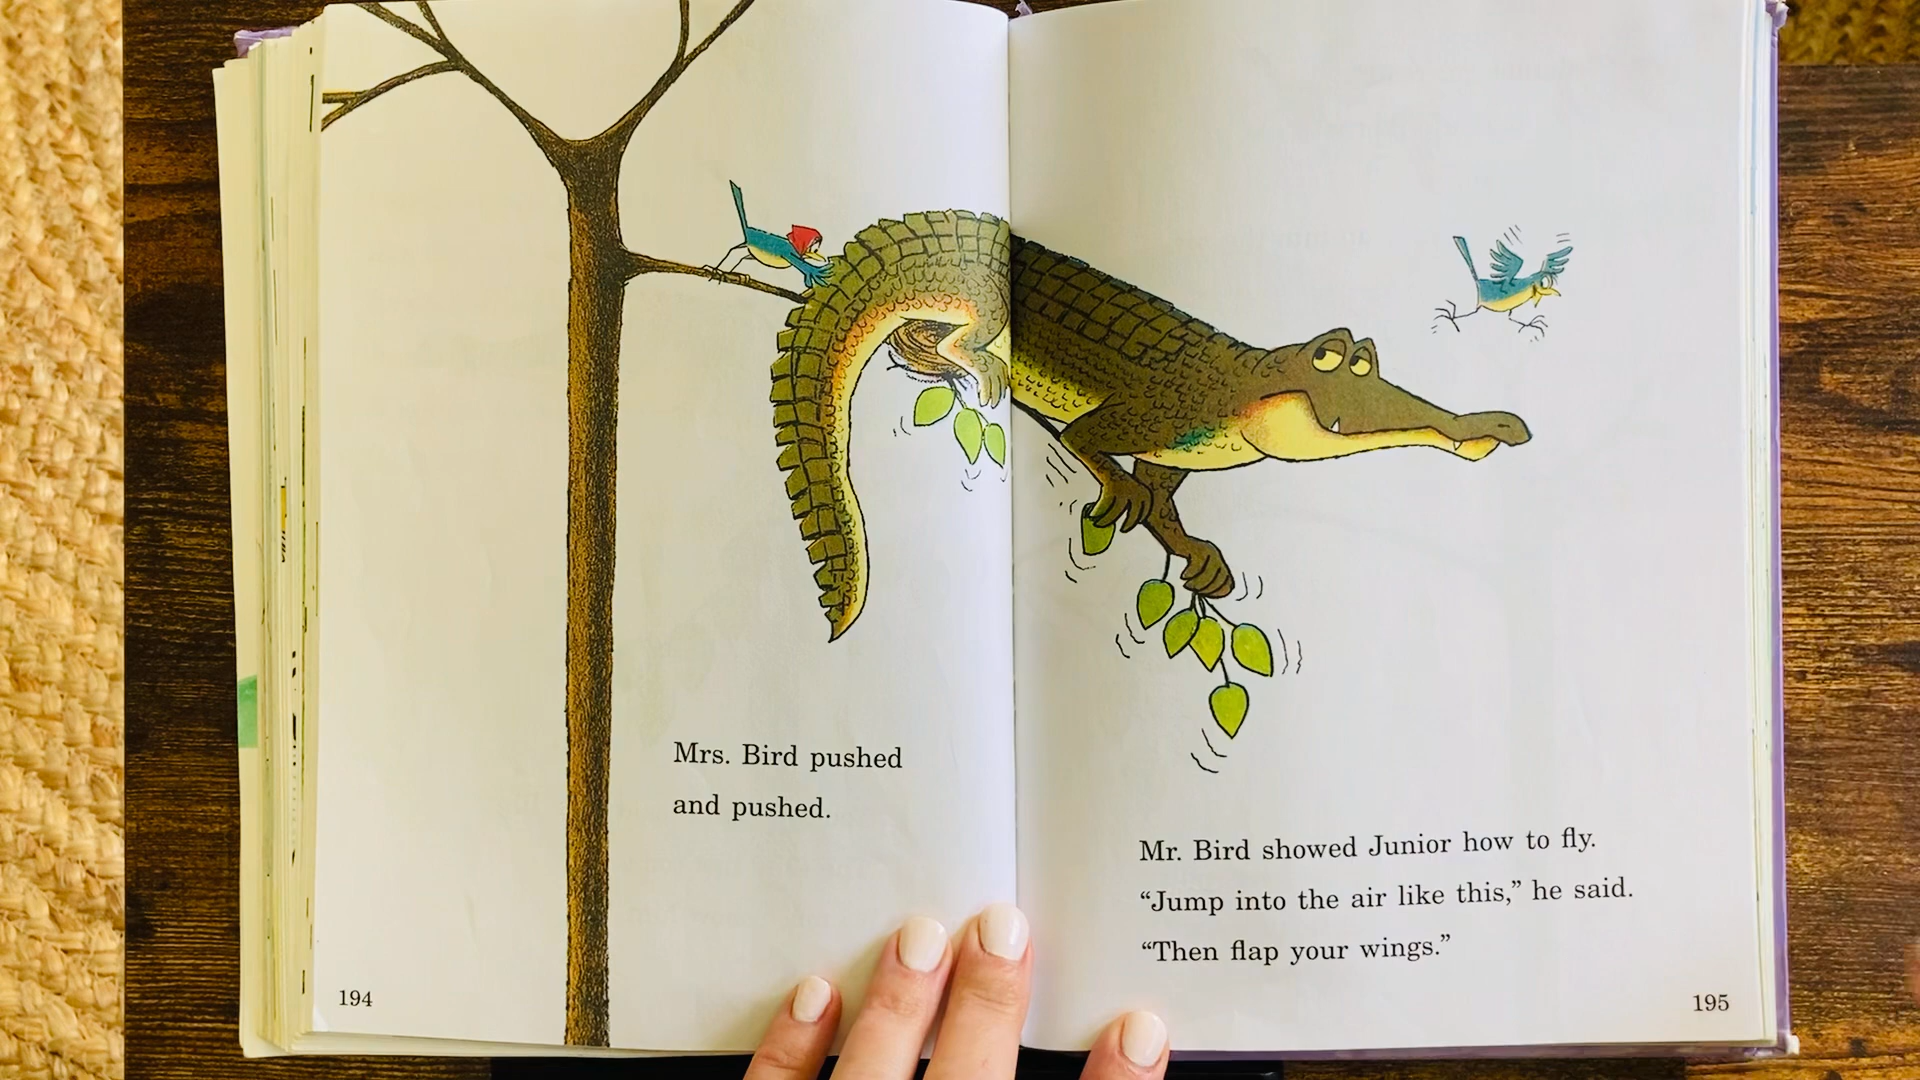 Mrs. Bird pushed
and pushed.
194
Mr. Bird showed Junior how to fly.
“Jump into the air like this,” he said.
“Then flap your wings.”
195